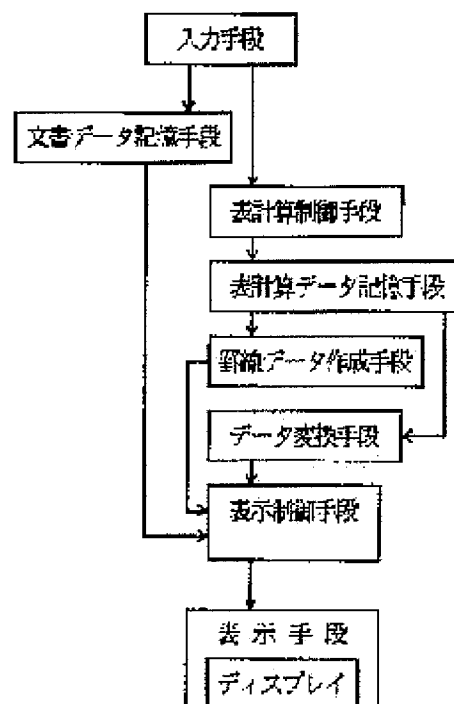 入力手段
文書データ記憶手段
表計算制御手段
表計算データ記憶手段
罫線データ作成手段
データ変換手段
表示制御手段
表示手段
ディスプレイ